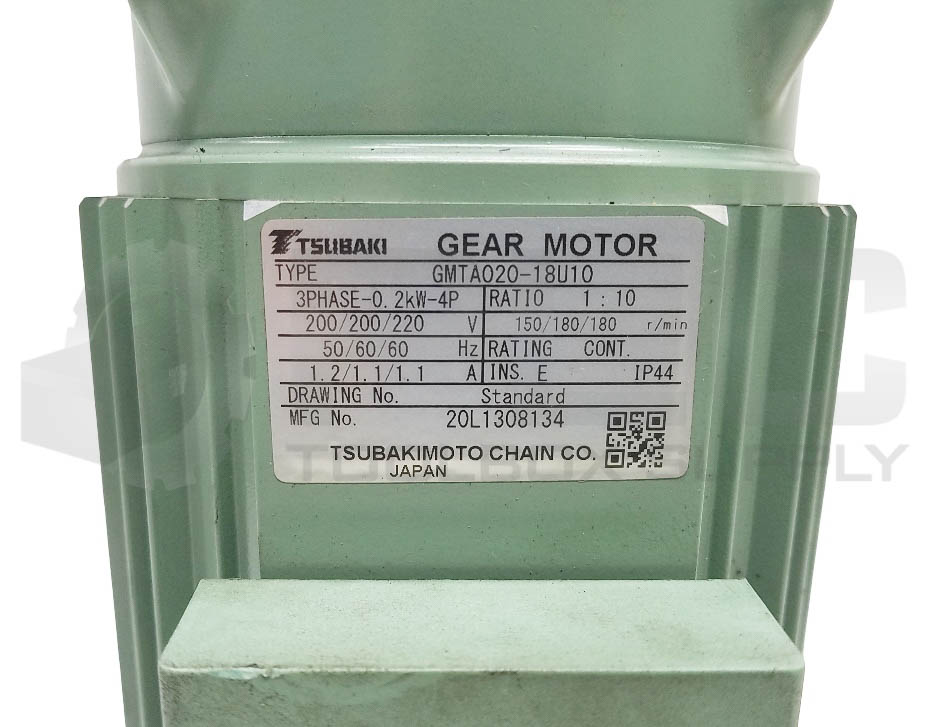 TSUBAKI GEAR MOTOR
TYPE GMTA020-18U10
3PHASE-0.2kW-4P RATIO 1:10
200/200/220 V 150/180/180 r/min
50/60/60 Hz RATING CONT.
1.2/1.1/1.1 A INS. E IP44
DRAWING No. Standard
MFG No. 20L1308134
TSUBAKIMOTO CHAIN CO.
JAPAN